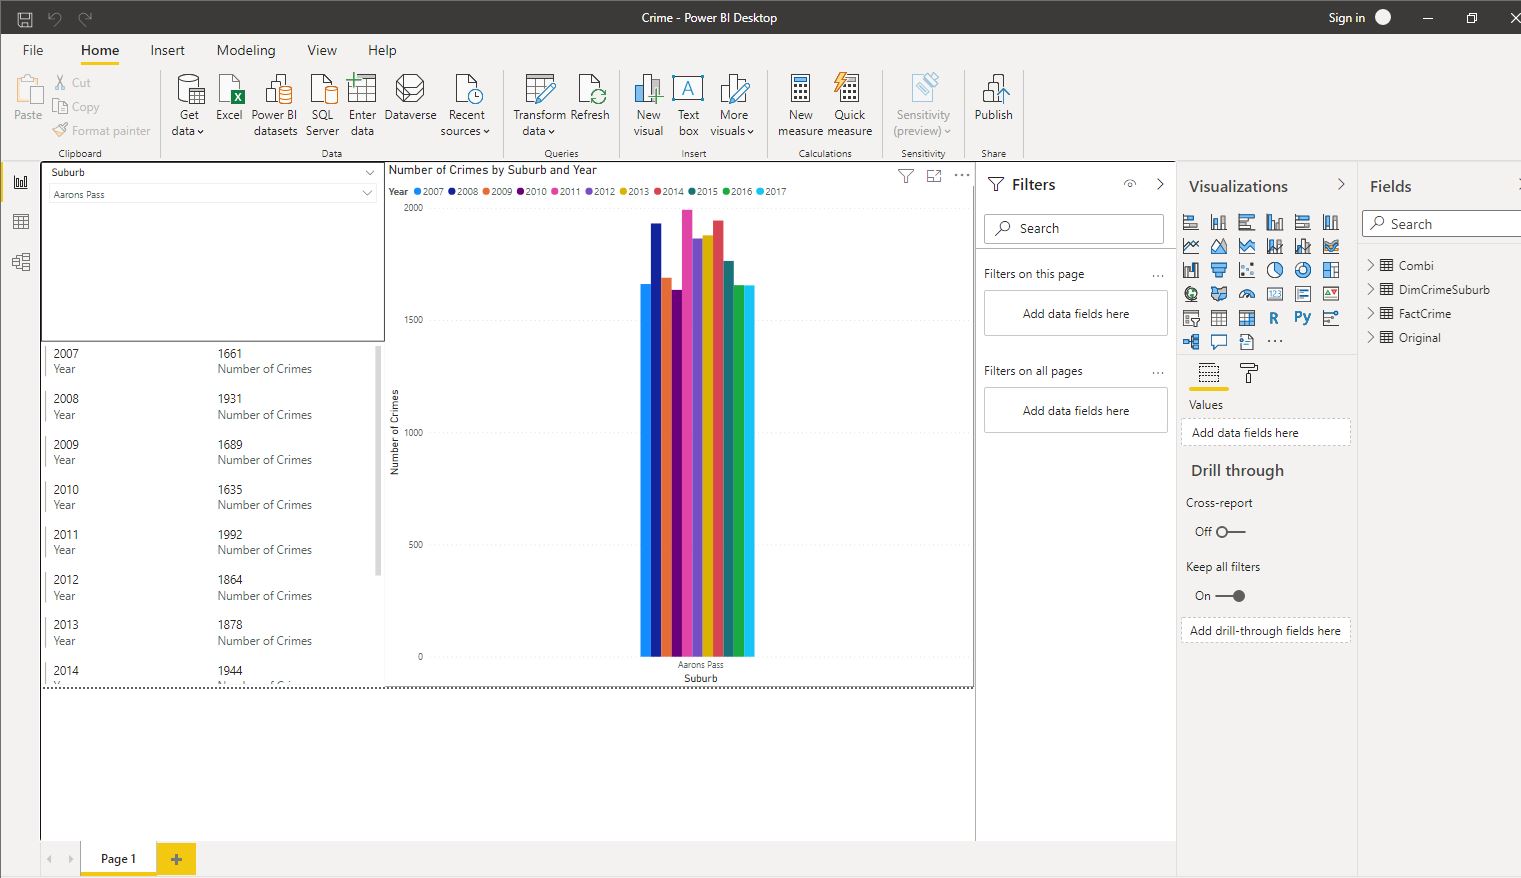 Crime - Power BI Desktop
Sign in
File Home Insert Modeling View Help
Paste
Cut
Copy
Format painter
Clipboard
Get data
Excel
Power BI datasets
SQL Server
Enter data
Dataverse
Recent sources
Data
Transform data
Refresh
Queries
New visual
Text box
More visuals
Insert
New measure
Quick measure
Calculations
Sensitivity (preview)
Sensitivity
Publish
Share
Suburb
Aarons Pass
2007 1661
Year Number of Crimes
2008 1931
Year Number of Crimes
2009 1689
Year Number of Crimes
2010 1635
Year Number of Crimes
2011 1992
Year Number of Crimes
2012 1864
Year Number of Crimes
2013 1878
Year Number of Crimes
2014 1944
Number of Crimes by Suburb and Year
Year 2007 2008 2009 2010 2011 2012 2013 2014 2015 2016 2017
2000
1500
1000
500
0
Number of Crimes
Aarons Pass
Suburb
Filters
Search
Filters on this page ...
Add data fields here
Filters on all pages ...
Add data fields here
Visualizations
123
R Py
...
Values
Add data fields here
Drill through
Cross-report
Off
Keep all filters
On
Add drill-through fields here
Fields
Search
Combi
DimCrimeSuburb
FactCrime
Original
Page 1